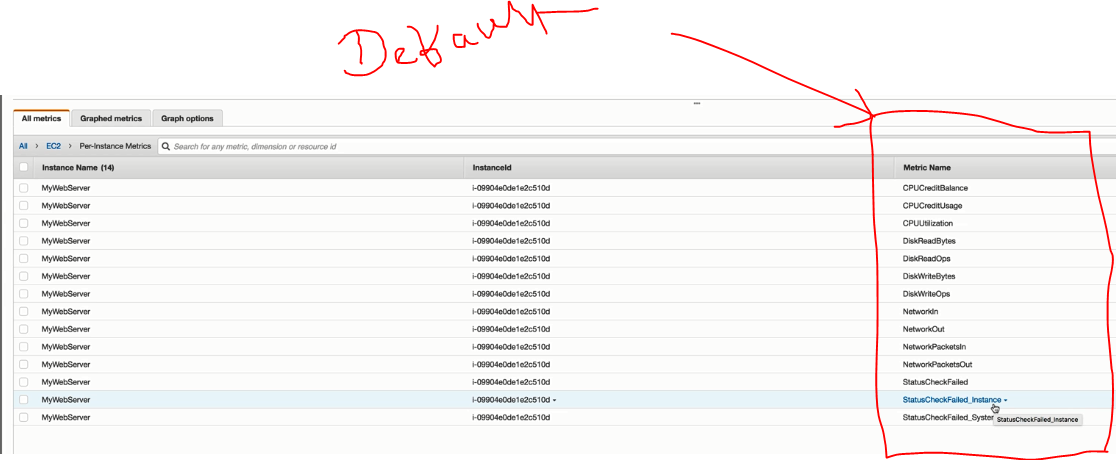 Default
All metrics Graphed metrics Graph options
All > EC2 > Per-Instance Metrics Search for any metric, dimension or resource id
Instance Name (14) InstanceId Metric Name
MyWebServer i-09904e0de1e2c510d CPUCreditBalance
MyWebServer i-09904e0de1e2c510d CPUCreditUsage
MyWebServer i-09904e0de1e2c510d CPUUtilization
MyWebServer i-09904e0de1e2c510d DiskReadBytes
MyWebServer i-09904e0de1e2c510d DiskReadOps
MyWebServer i-09904e0de1e2c510d DiskWriteBytes
MyWebServer i-09904e0de1e2c510d DiskWriteOps
MyWebServer i-09904e0de1e2c510d NetworkIn
MyWebServer i-09904e0de1e2c510d NetworkOut
MyWebServer i-09904e0de1e2c510d NetworkPacketsIn
MyWebServer i-09904e0de1e2c510d NetworkPacketsOut
MyWebServer i-09904e0de1e2c510d StatusCheckFailed
MyWebServer i-09904e0de1e2c510d StatusCheckFailed_Instance
MyWebServer i-09904e0de1e2c510d StatusCheckFailed_System
StatusCheckFailed_Instance